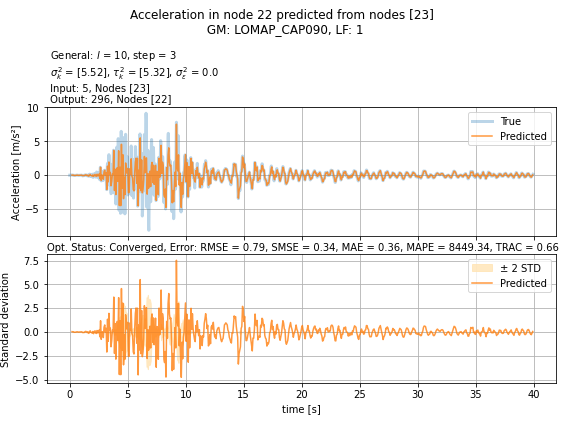 Acceleration in node 22 predicted from nodes [23]
GM: LOMAP_CAP090, LF: 1
General: l = 10, step = 3
σ²ₖ = [5.52], τ²ₖ = [5.32], σ²ε = 0.0
Input: 5, Nodes [23]
Output: 296, Nodes [22]
10
5
0
−5
Acceleration [m/s²]
True
Predicted
Opt. Status: Converged, Error: RMSE = 0.79, SMSE = 0.34, MAE = 0.36, MAPE = 8449.34, TRAC = 0.66
7.5
5.0
2.5
0.0
−2.5
−5.0
Standard deviation
± 2 STD
Predicted
0 5 10 15 20 25 30 35 40
time [s]